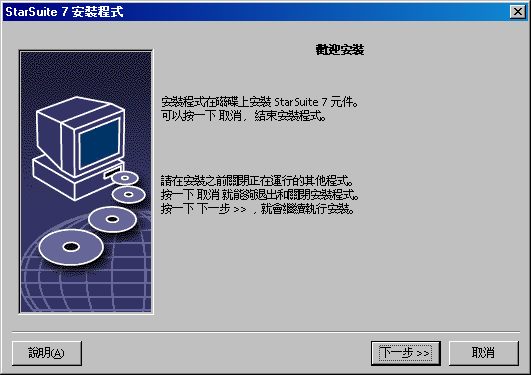 StarSuite 7 安裝程式
歡迎安裝
安裝程式在磁碟上安裝 StarSuite 7 元件。
可以按一下 取消，結束安裝程式。
請在安裝之前關閉正在運行的其他程式。
按一下 取消 就能夠退出和關閉安裝程式。
按一下 下一步 >> ，就會繼續執行安裝。
說明(A)
下一步 >>
取消